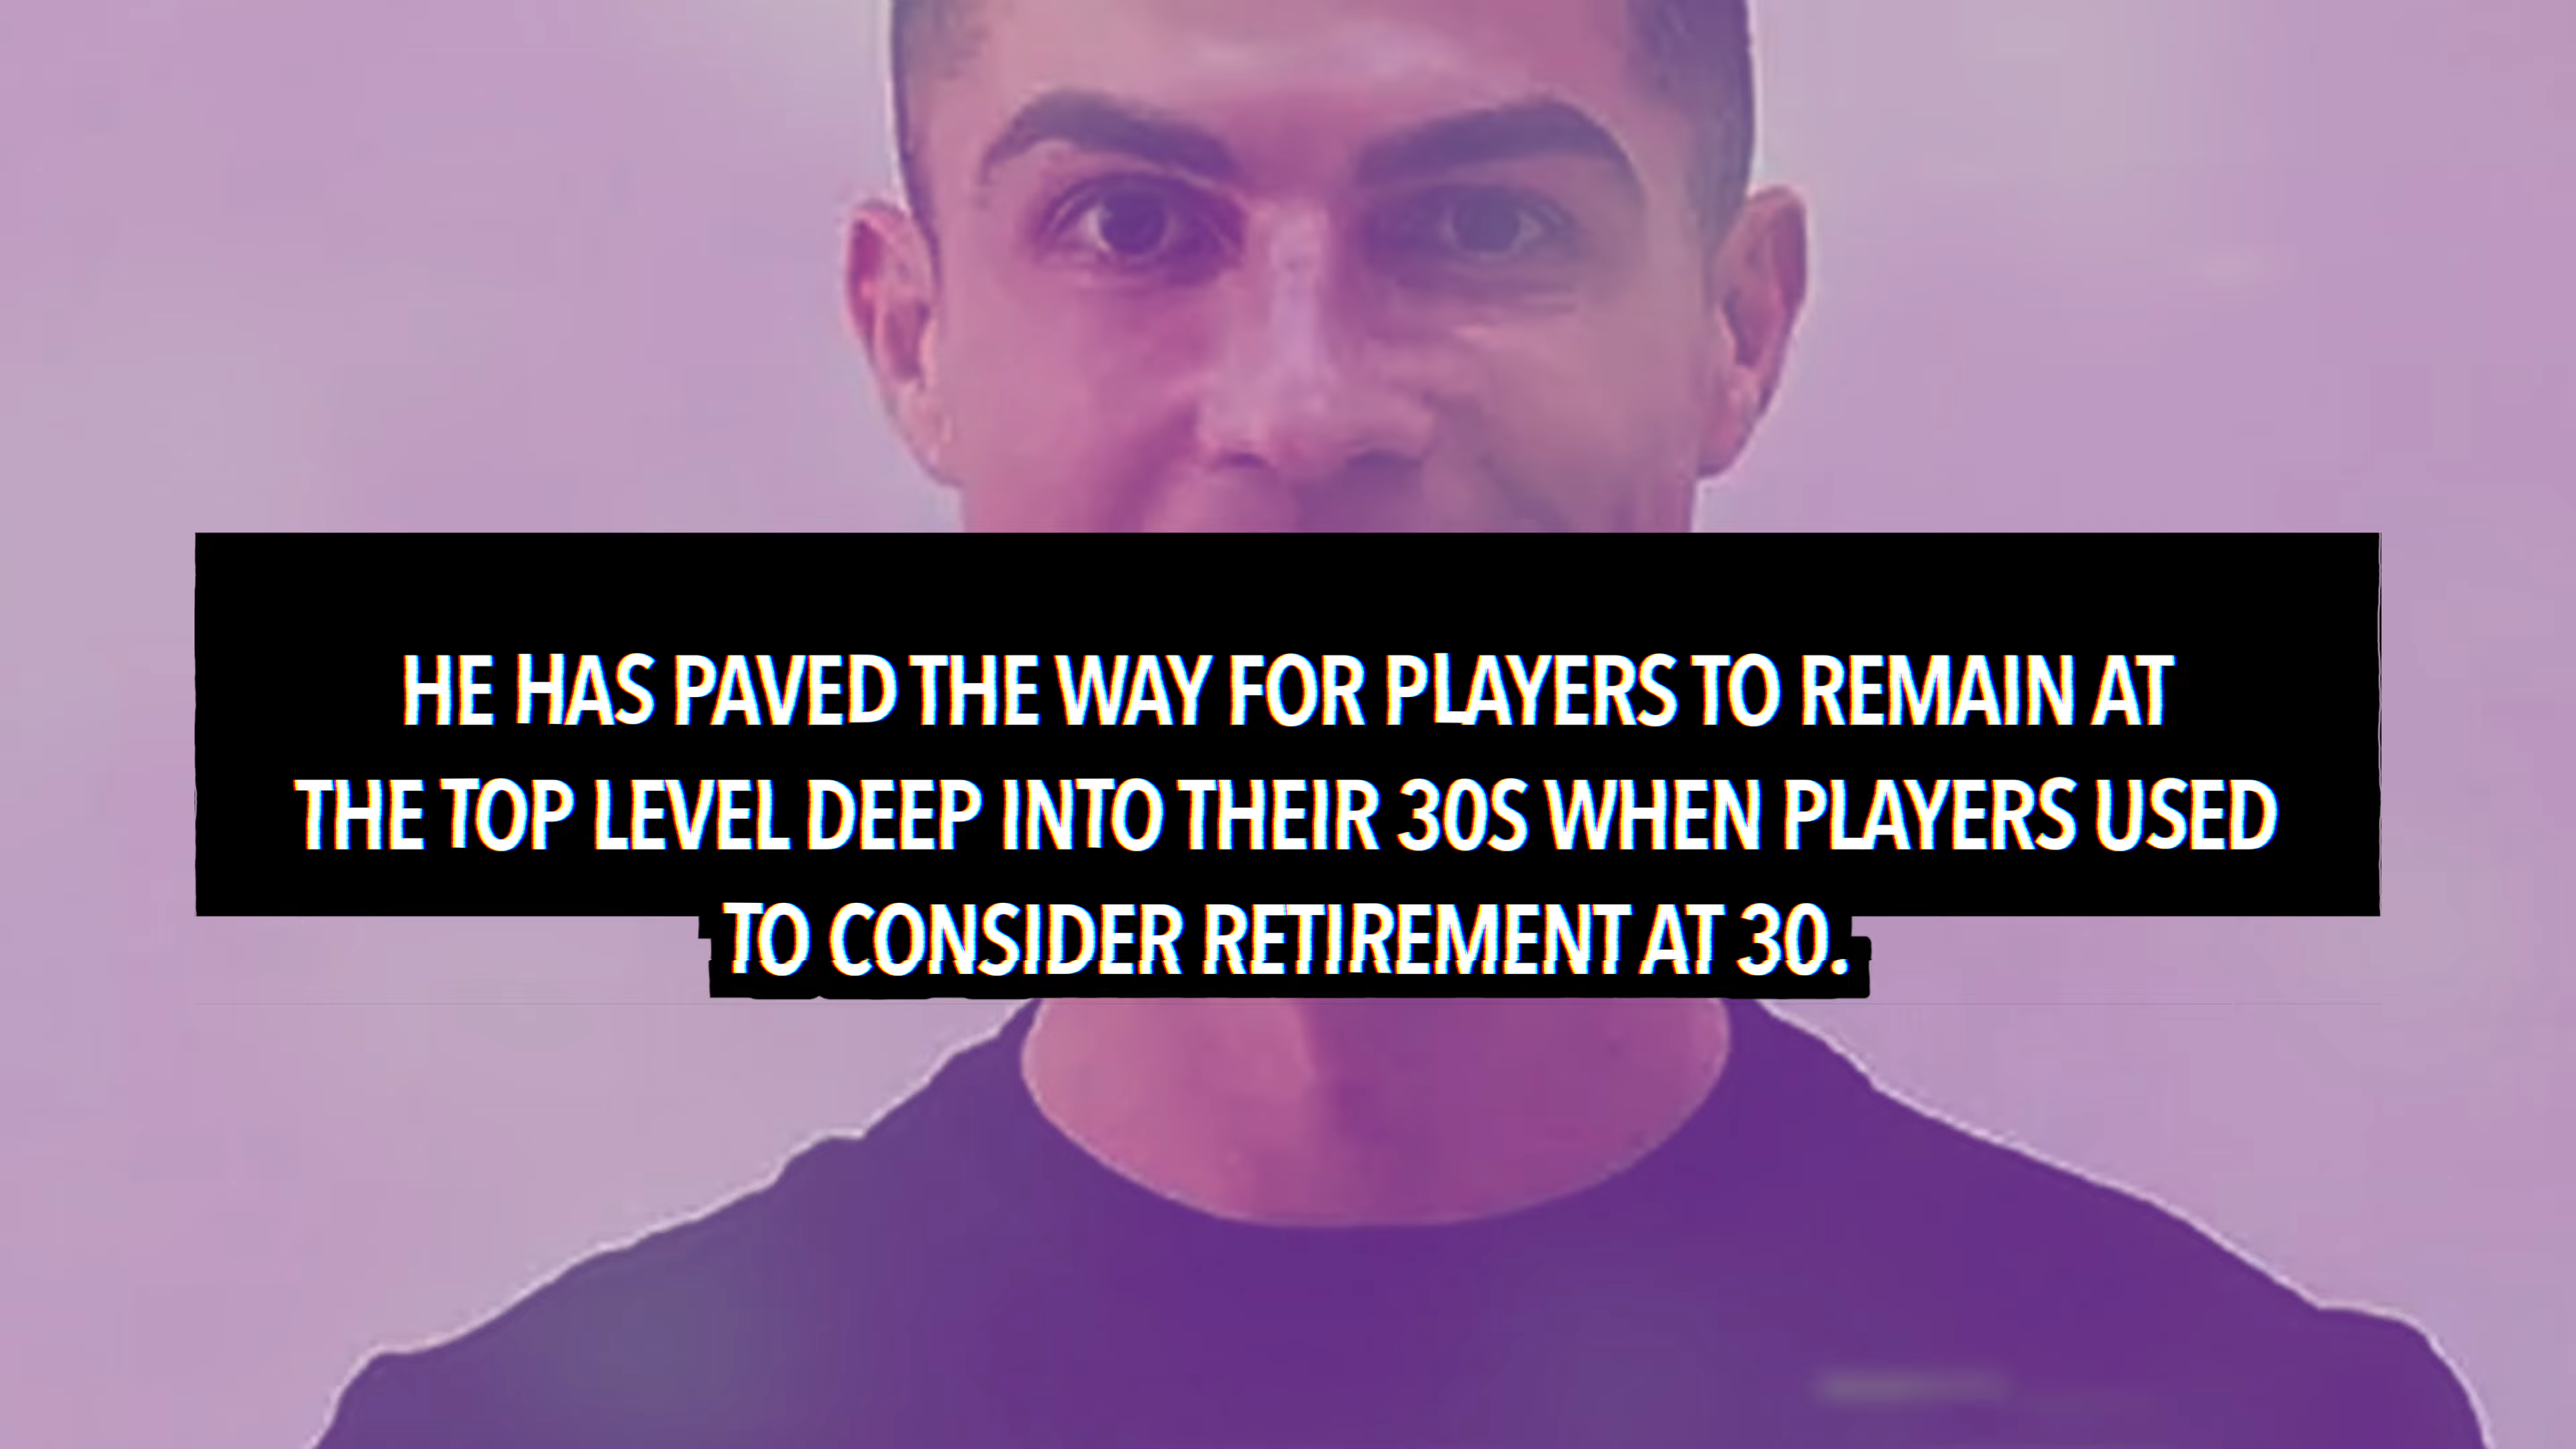 HE HAS PAVED THE WAY FOR PLAYERS TO REMAIN AT
THE TOP LEVEL DEEP INTO THEIR 30S WHEN PLAYERS USED
TO CONSIDER RETIREMENT AT 30.